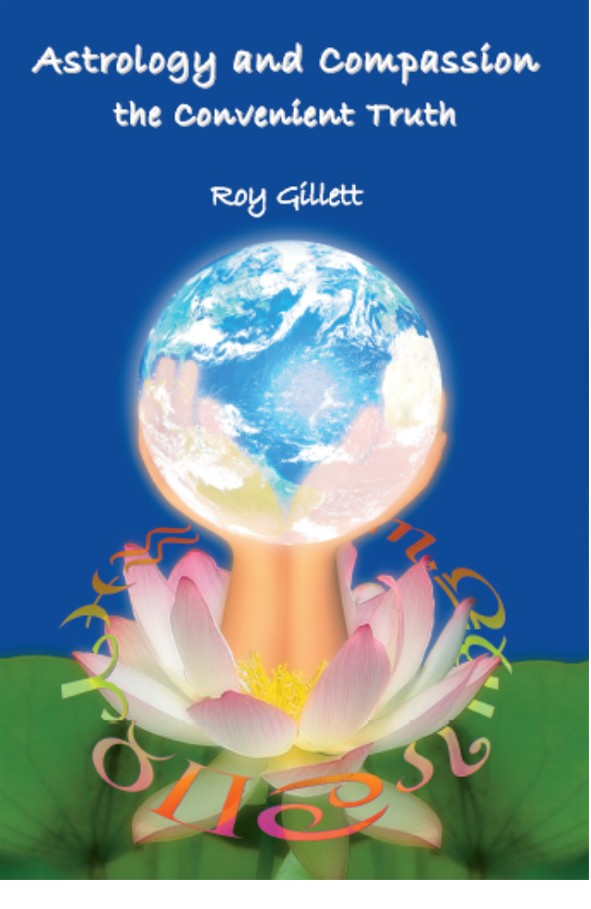 Astrology and Compassion
the Convenient Truth
Roy Gillett